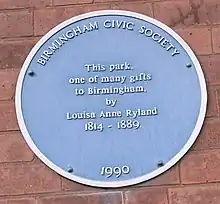 BIRMINGHAM CIVIC SOCIETY
This park,
one of many gifts
to Birmingham,
by
Louisa Anne Ryland
1814 - 1889.
1990